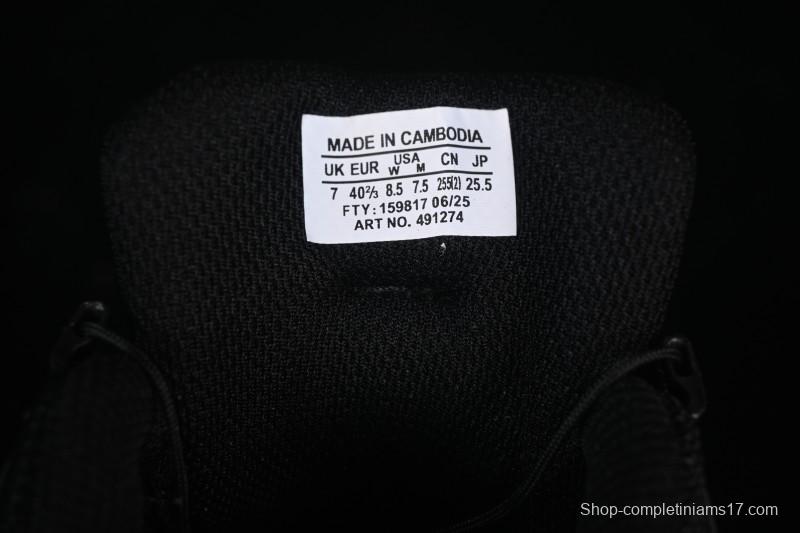 MADE IN CAMBODIA
UK EUR USA W M CN JP
7 40⅔ 8.5 7.5 255(2) 25.5
FTY: 159817 06/25
ART NO. 491274
Shop-completiniams17.com